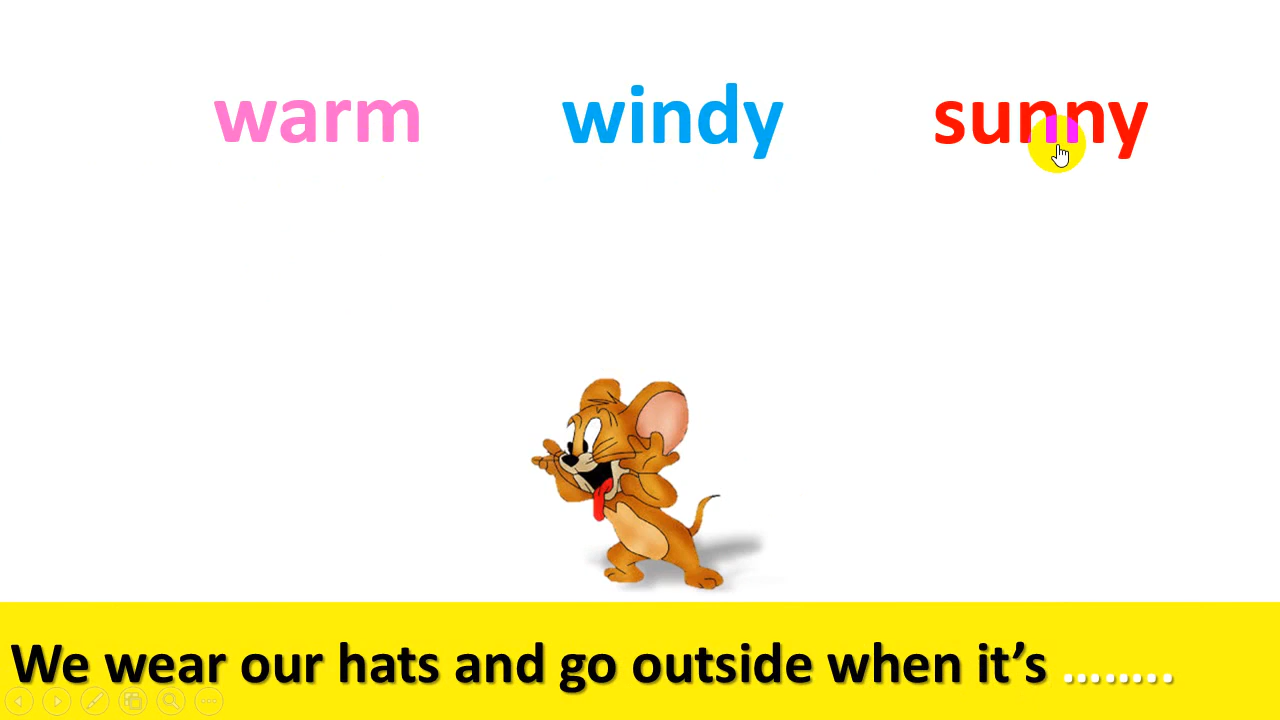 warm windy sunny
We wear our hats and go outside when it’s ........